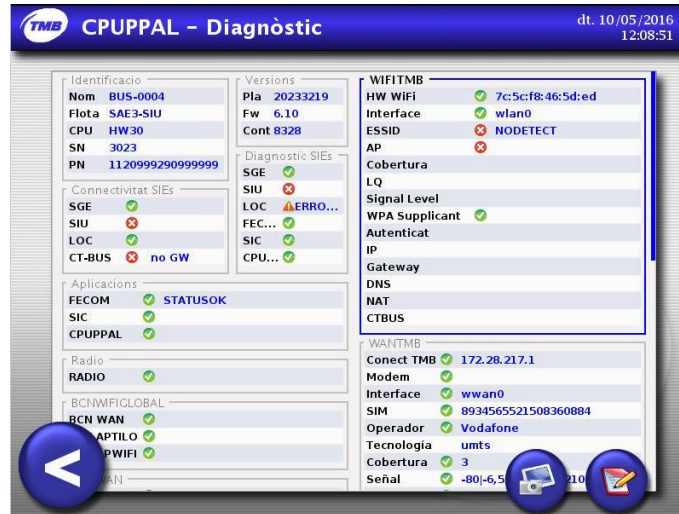 TMB
CPUPPAL – Diagnòstic
dt. 10/05/2016
12:08:51
Identificacio
Nom BUS-0004
Flota SAE3-SIU
CPU HW30
SN 3023
PN 1120999290999999
Versions
Pla 20233219
Fw 6.10
Cont 8328
Connectivitat SIEs
SGE
SIU
LOC
CT-BUS no GW
Diagnostic SIEs
SGE
SIU
LOC ERRO...
FEC...
SIC
CPU...
Aplicacions
FECOM STATUSOK
SIC
CPUPPAL
Radio
RADIO
BCNWIFIGLOBAL
BCN WAN
APTILO
PWIFI
WIFITMB
HW WiFi 7c:5c:f8:46:5d:ed
Interface wlan0
ESSID NODETECT
AP
Cobertura
LQ
Signal Level
WPA Supplicant
Autenticat
IP
Gateway
DNS
NAT
CTBUS
WANTMB
Conect TMB 172.28.217.1
Modem
Interface wwan0
SIM 8934565521508360884
Operador Vodafone
Tecnología umts
Cobertura 3
Señal -80|-6,5